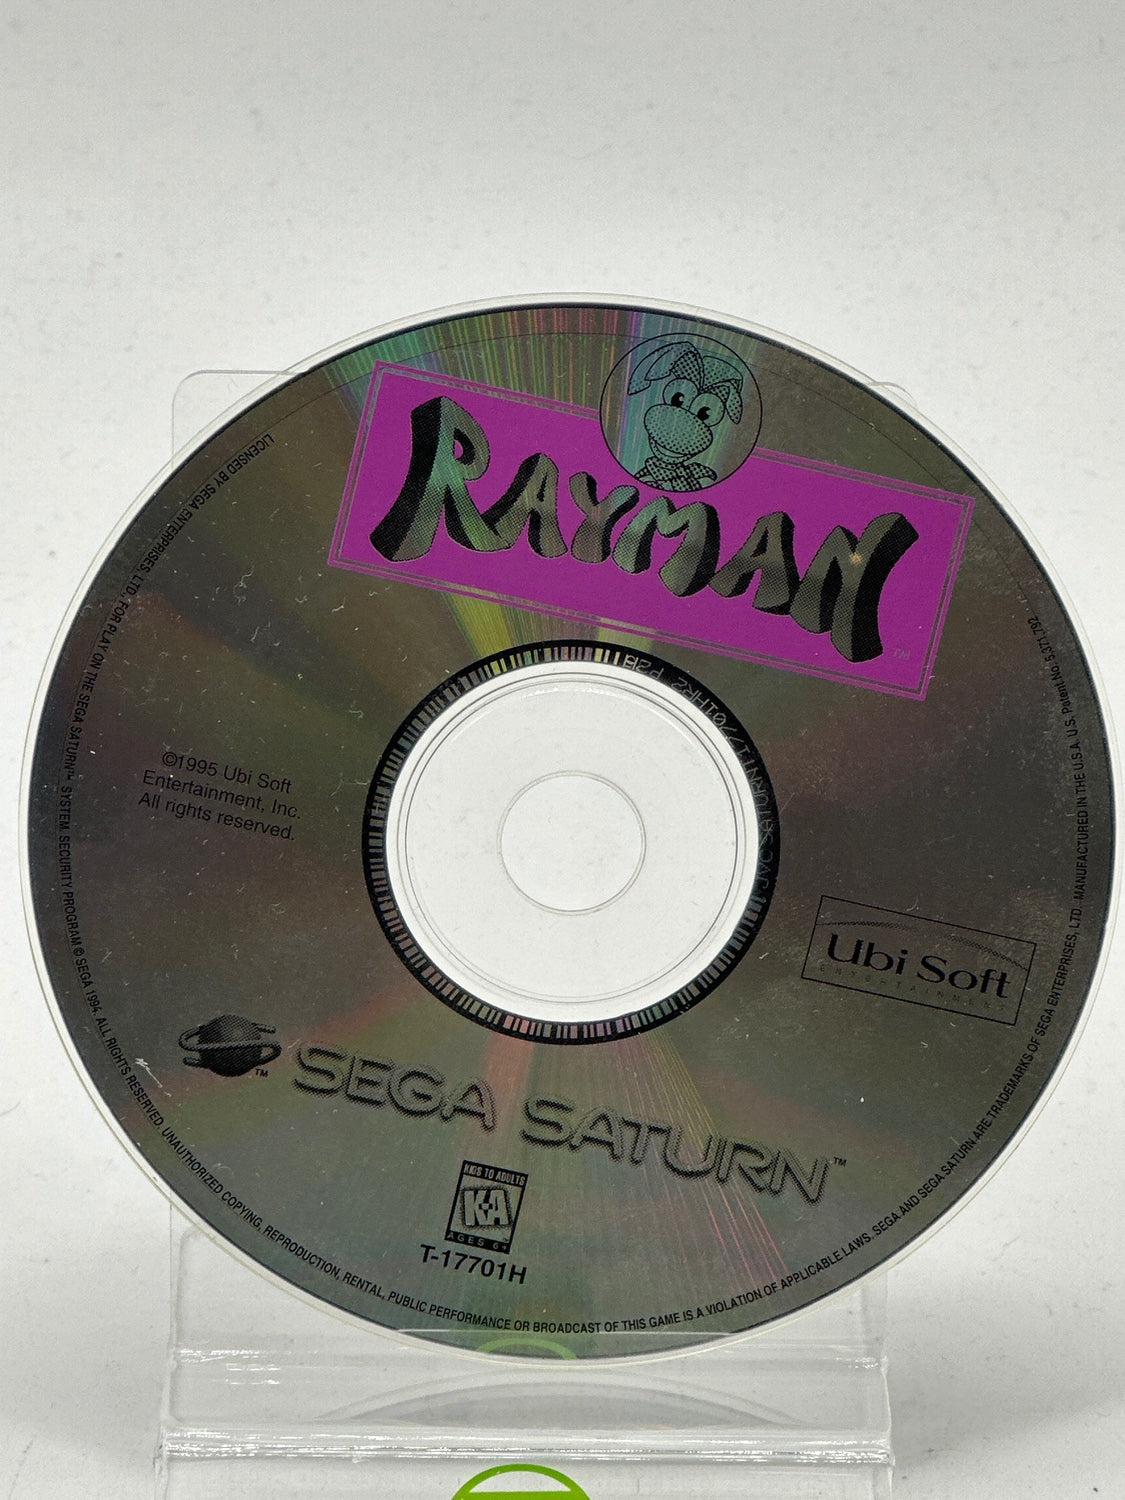 RAYMAN
TM
LICENSED BY SEGA ENTERPRISES, LTD. FOR PLAY ON THE SEGA SATURN™ SYSTEM. SECURITY PROGRAM © SEGA 1994. ALL RIGHTS RESERVED. UNAUTHORIZED COPYING, REPRODUCTION, RENTAL, PUBLIC PERFORMANCE OR BROADCAST OF THIS GAME IS A VIOLATION OF APPLICABLE LAWS. SEGA AND SEGA SATURN ARE TRADEMARKS OF SEGA ENTERPRISES, LTD. MANUFACTURED IN THE U.S.A. U.S. Patent No. 5,371,792
©1995 Ubi Soft
Entertainment, Inc.
All rights reserved.
Ubi Soft
ENTERTAINMENT
TM
SEGA SATURN™
KIDS TO ADULTS
K-A
AGES 6+
T-17701H